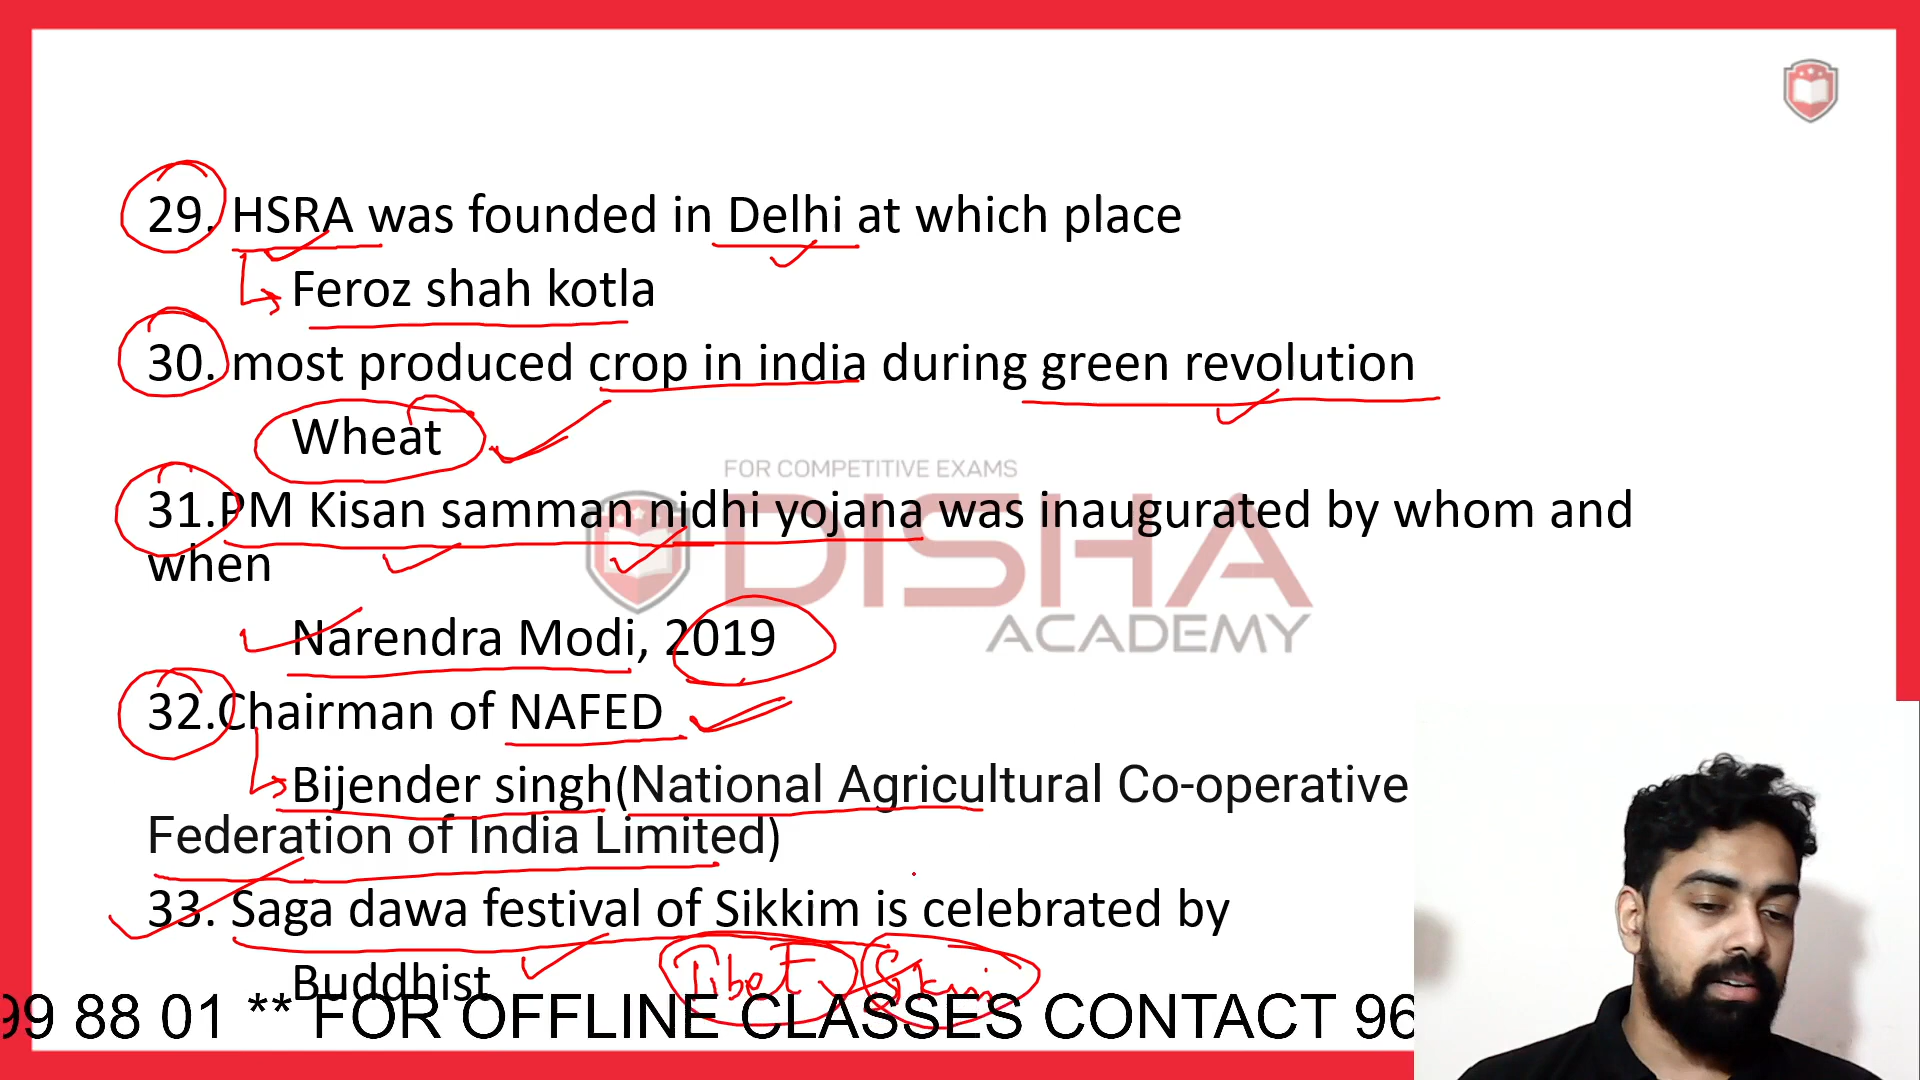 29. HSRA was founded in Delhi at which place
Feroz shah kotla
30. most produced crop in india during green revolution
Wheat
FOR COMPETITIVE EXAMS
31.PM Kisan samman nidhi yojana was inaugurated by whom and
when
DISHA
ACADEMY
Narendra Modi, 2019
32.Chairman of NAFED
Bijender singh(National Agricultural Co-operative
Federation of India Limited)
33. Saga dawa festival of Sikkim is celebrated by
Buddhist Tibet
99 88 01 ** FOR OFFLINE CLASSES CONTACT 96